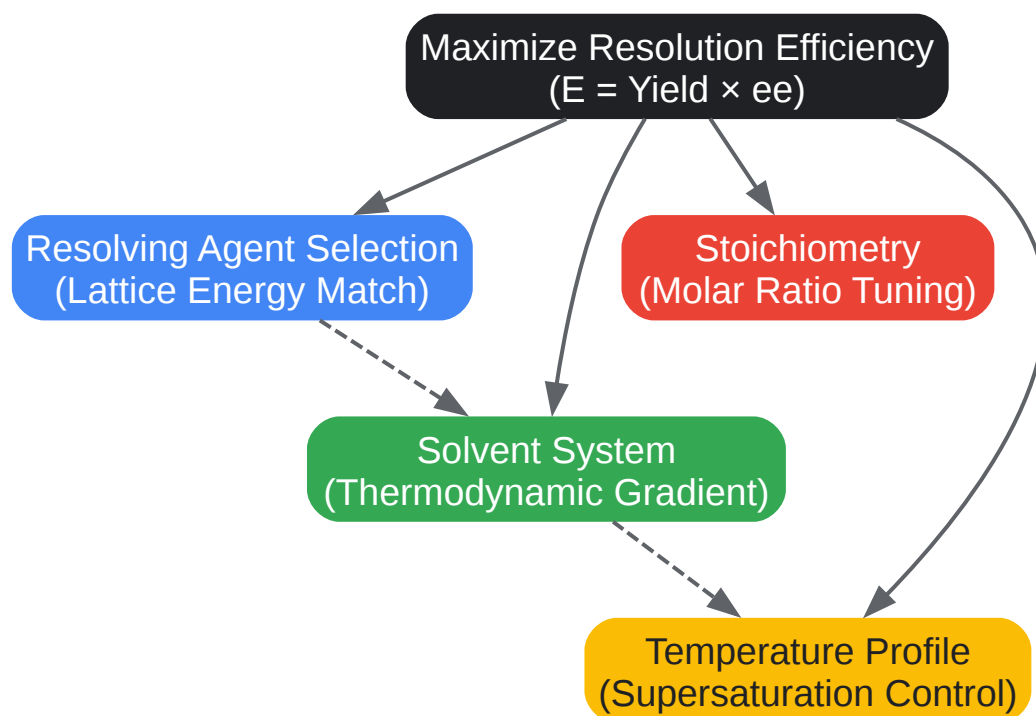 Maximize Resolution Efficiency
(E = Yield × ee)
Resolving Agent Selection
(Lattice Energy Match)
Stoichiometry
(Molar Ratio Tuning)
Solvent System
(Thermodynamic Gradient)
Temperature Profile
(Supersaturation Control)